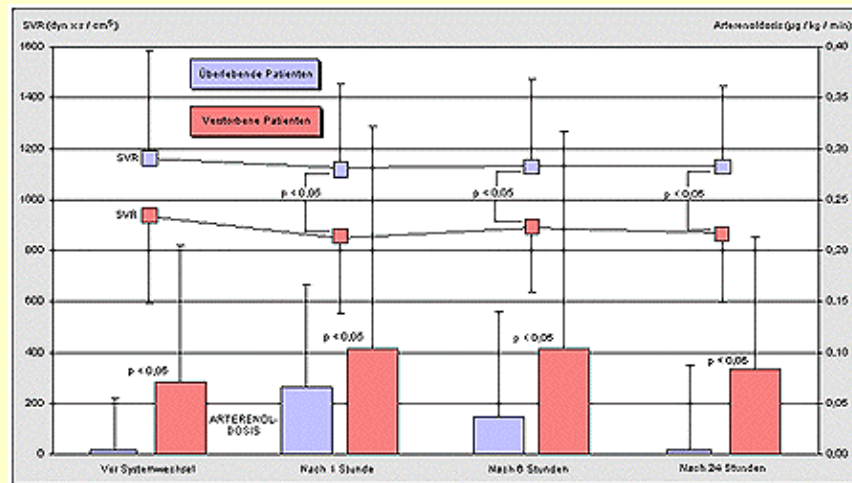 SVR (dyn x s / cm⁵) Arterenoldosis (µg / kg / min)
1600 0,40
Überlebende Patienten
1400 0,35
Verstorbene Patienten
1200 0,30
SVR
p < 0,05 p < 0,05 p < 0,05
1000 0,25
SVR
800 0,20
600 0,15
p < 0,05 p < 0,05
400 0,10
p < 0,05 p < 0,05
200 0,05
ARTERENOL-
DOSIS
0 0,00
Vor Systemwechsel Nach 1 Stunde Nach 6 Stunden Nach 24 Stunden